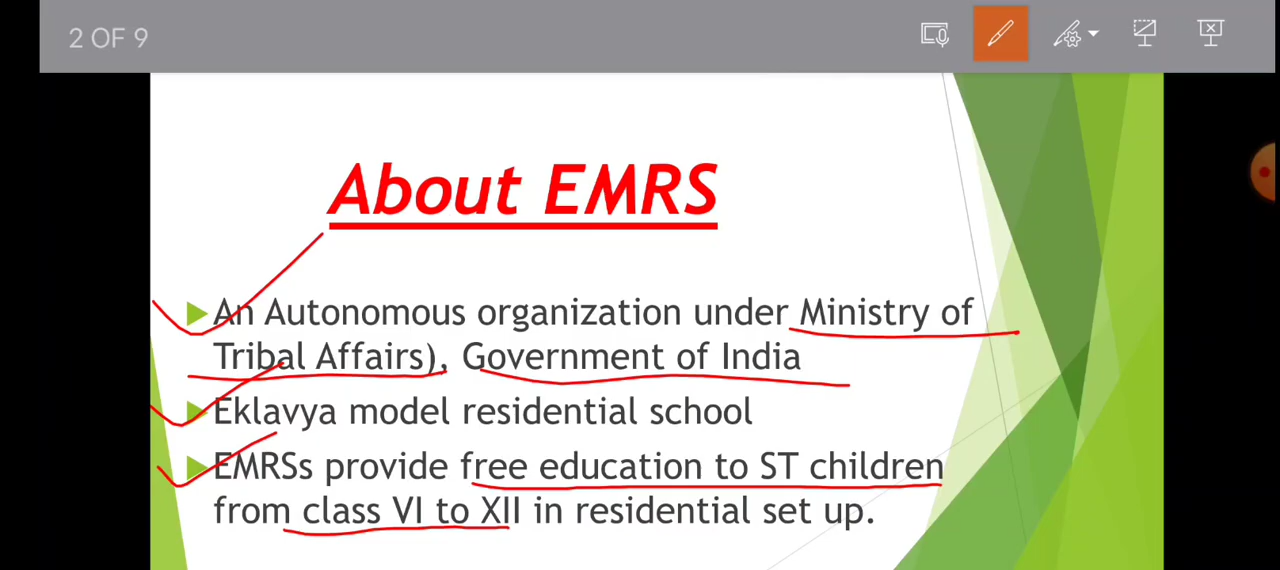 2 OF 9
About EMRS
An Autonomous organization under Ministry of
Tribal Affairs), Government of India
Eklavya model residential school
EMRSs provide free education to ST children
from class VI to XII in residential set up.